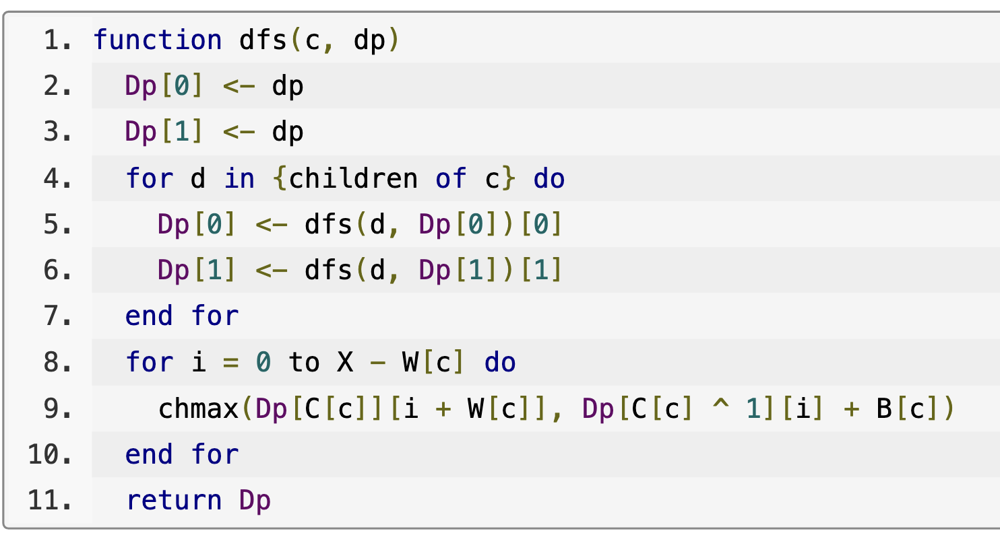 1. function dfs(c, dp)
2.   Dp[0] <- dp
3.   Dp[1] <- dp
4.   for d in {children of c} do
5.     Dp[0] <- dfs(d, Dp[0])[0]
6.     Dp[1] <- dfs(d, Dp[1])[1]
7.   end for
8.   for i = 0 to X - W[c] do
9.     chmax(Dp[C[c]][i + W[c]], Dp[C[c] ^ 1][i] + B[c])
10.   end for
11.   return Dp